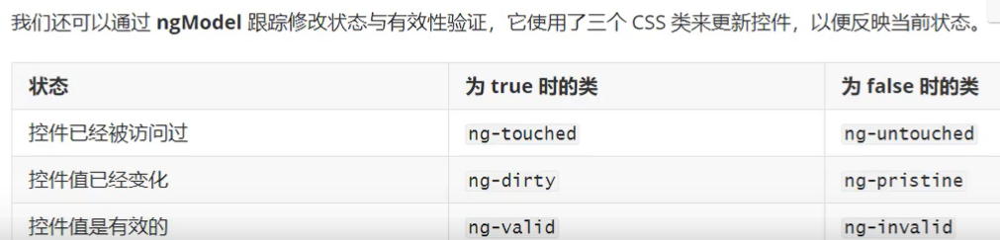 我们还可以通过 ngModel 跟踪修改状态与有效性验证，它使用了三个 CSS 类来更新控件，以便反映当前状态。
状态 为 true 时的类 为 false 时的类
控件已经被访问过 ng-touched ng-untouched
控件值已经变化 ng-dirty ng-pristine
控件值是有效的 ng-valid ng-invalid